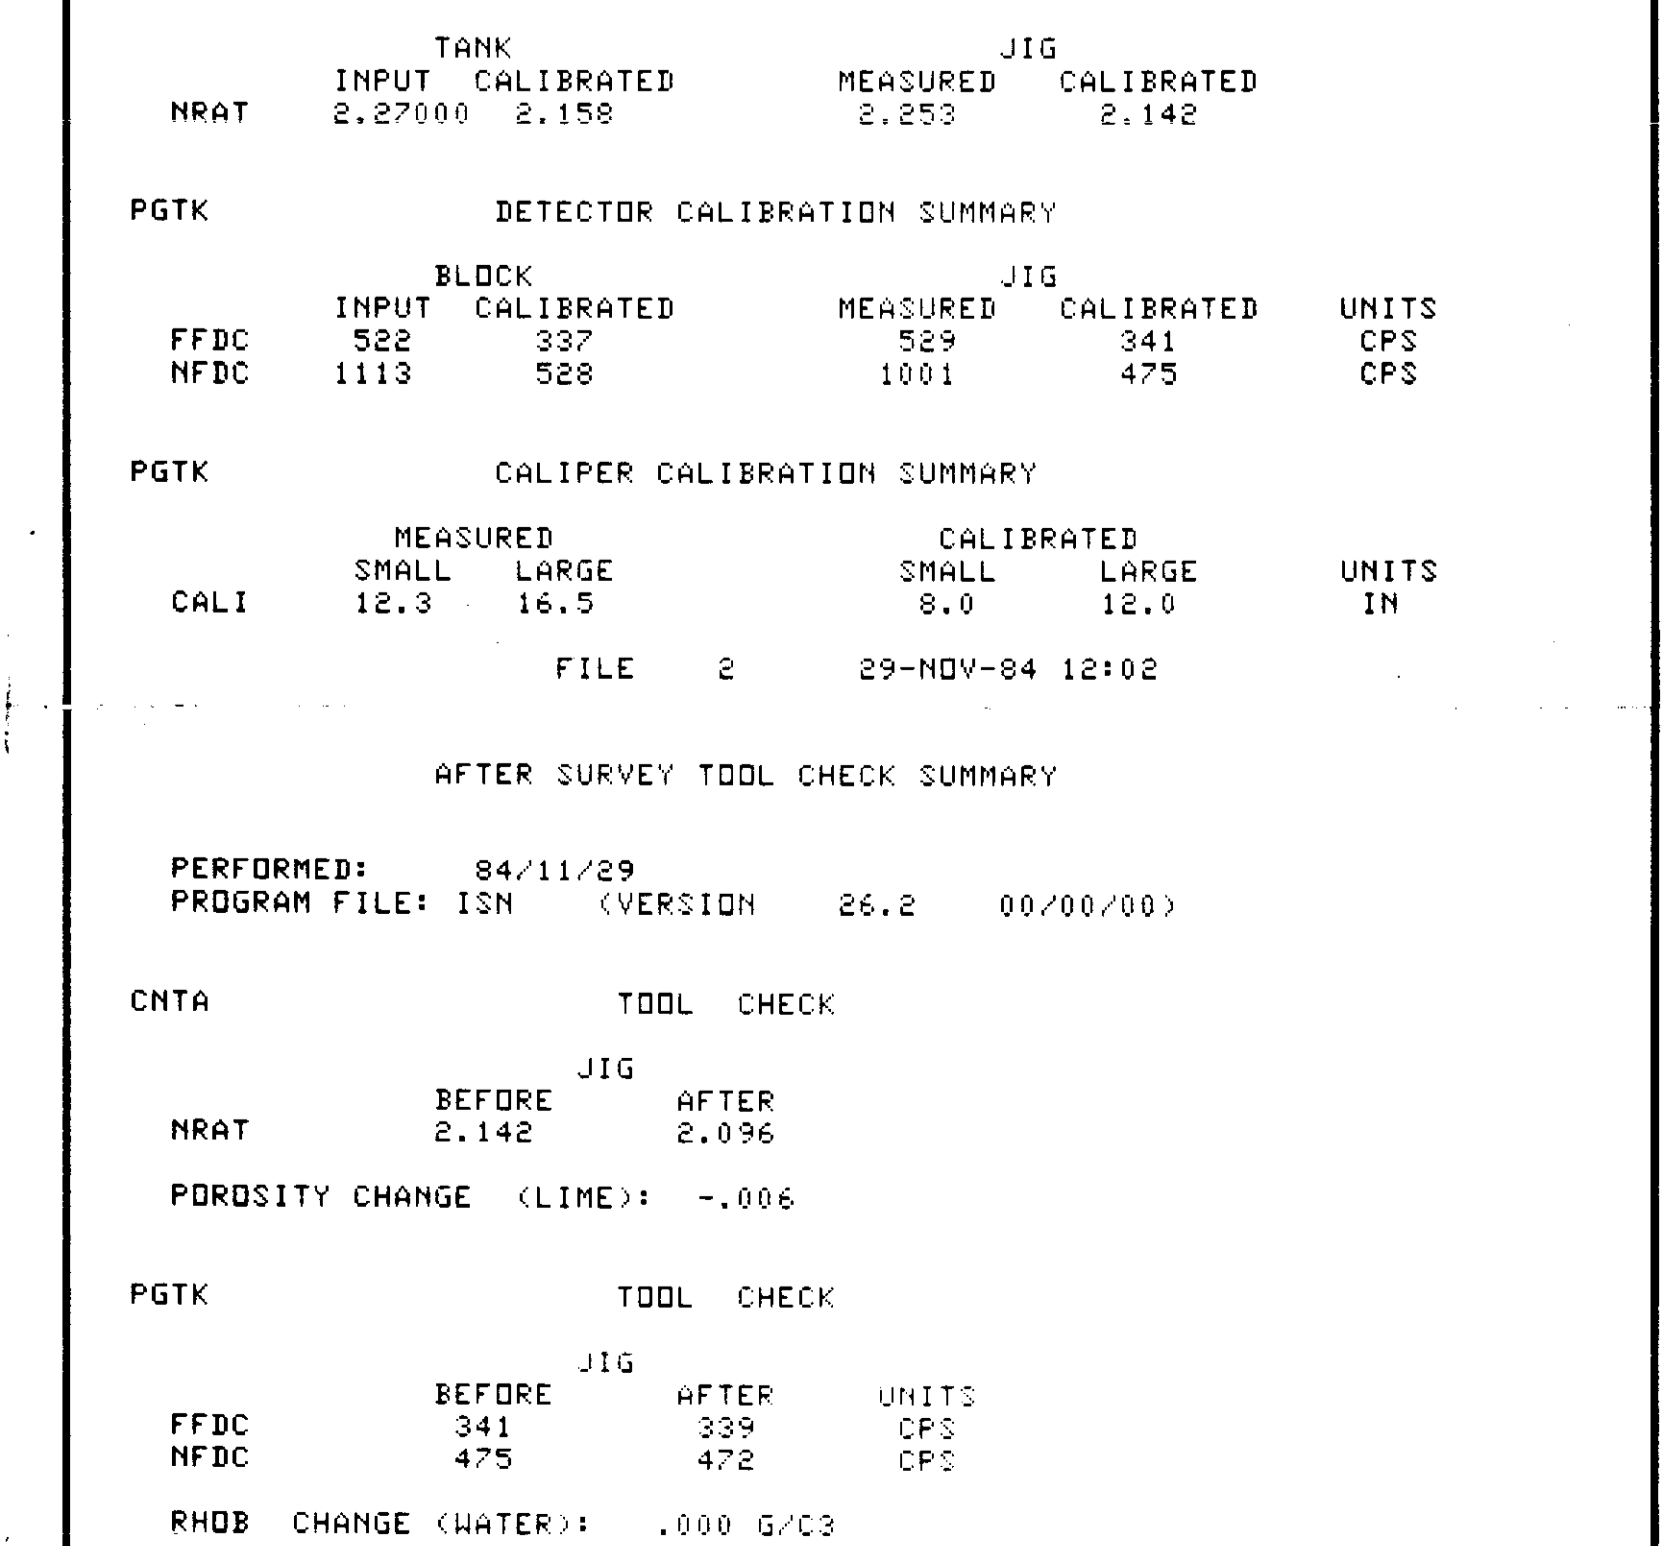 TANK JIG
INPUT CALIBRATED MEASURED CALIBRATED
NRAT 2.27000 2.158 2.253 2.142
PGTK DETECTOR CALIBRATION SUMMARY
BLOCK JIG
INPUT CALIBRATED MEASURED CALIBRATED UNITS
FFDC 522 337 529 341 CPS
NFDC 1113 528 1001 475 CPS
PGTK CALIPER CALIBRATION SUMMARY
MEASURED CALIBRATED
SMALL LARGE SMALL LARGE UNITS
CALI 12.3 16.5 8.0 12.0 IN
FILE 2 29-NOV-84 12:02
AFTER SURVEY TOOL CHECK SUMMARY
PERFORMED: 84/11/29
PROGRAM FILE: ISN (VERSION 26.2 00/00/00)
CNTA TOOL CHECK
JIG
BEFORE AFTER
NRAT 2.142 2.096
POROSITY CHANGE (LIME): -.006
PGTK TOOL CHECK
JIG
BEFORE AFTER UNITS
FFDC 341 339 CPS
NFDC 475 472 CPS
RHOB CHANGE (WATER): .000 G/C3